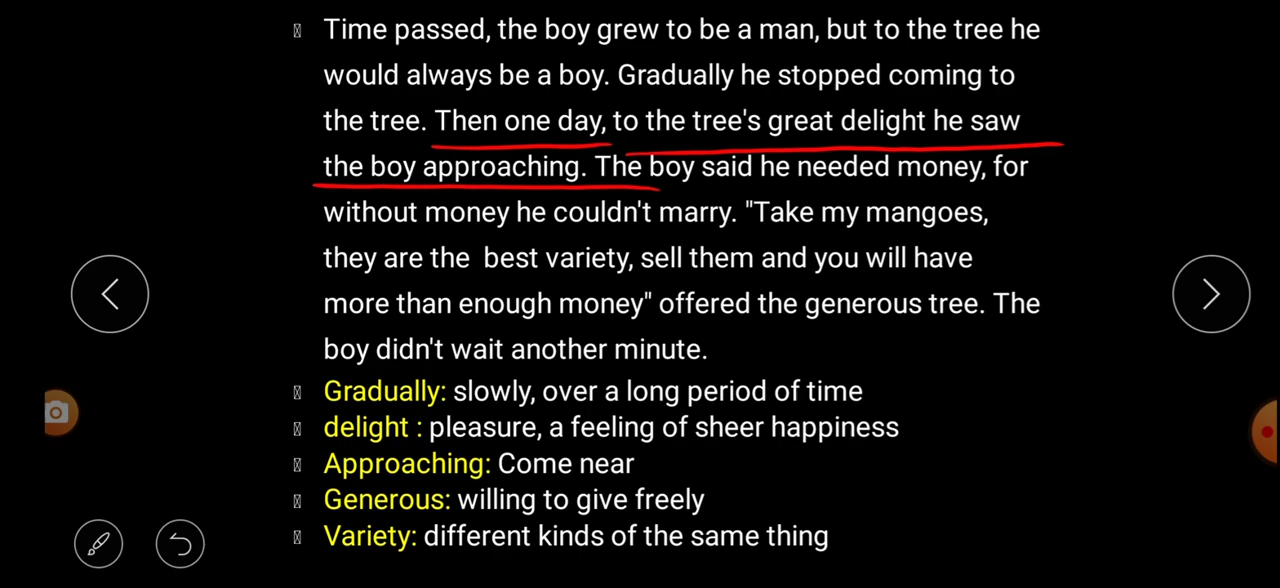 Time passed, the boy grew to be a man, but to the tree he
would always be a boy. Gradually he stopped coming to
the tree. Then one day, to the tree's great delight he saw
the boy approaching. The boy said he needed money, for
without money he couldn't marry. "Take my mangoes,
they are the  best variety, sell them and you will have
more than enough money" offered the generous tree. The
boy didn't wait another minute.
Gradually: slowly, over a long period of time
delight : pleasure, a feeling of sheer happiness
Approaching: Come near
Generous: willing to give freely
Variety: different kinds of the same thing